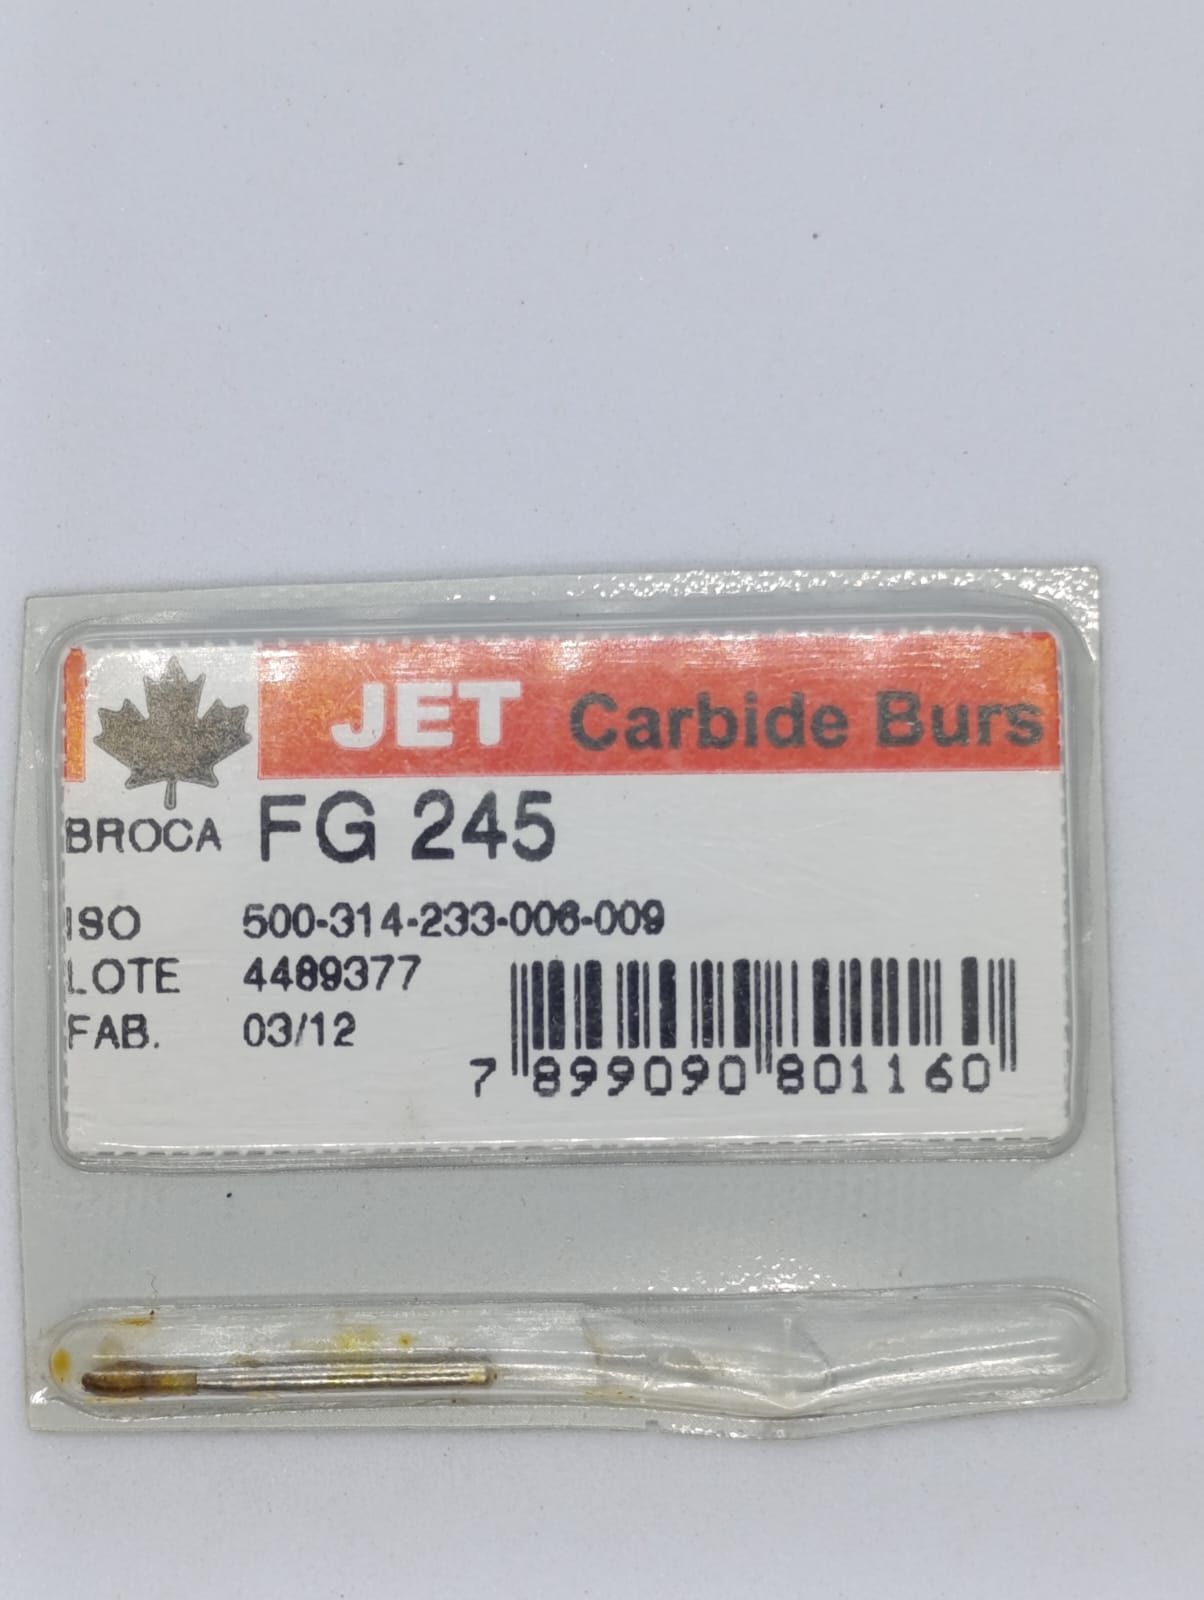 JET Carbide Burs
BROCA FG 245
ISO 500-314-233-006-009
LOTE 4489377
FAB. 03/12
7 899090 801160